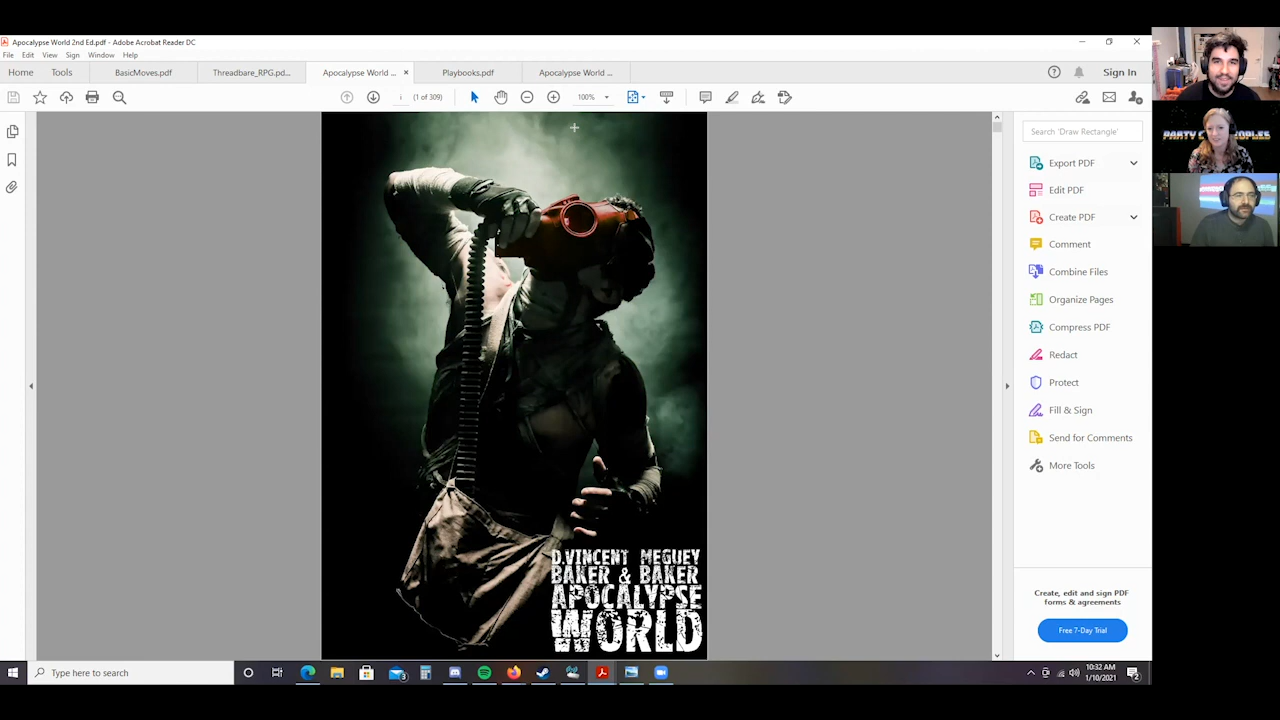 Apocalypse World 2nd Ed.pdf - Adobe Acrobat Reader DC
File Edit View Sign Window Help
Home Tools BasicMoves.pdf Threadbare_RPG.pd... Apocalypse World ... × Playbooks.pdf Apocalypse World ... Sign In
i (1 of 309) 100%
Search 'Draw Rectangle'
Export PDF
Edit PDF
Create PDF
Comment
Combine Files
Organize Pages
Compress PDF
Redact
Protect
Fill & Sign
Send for Comments
More Tools
D.VINCENT MEGUEY
BAKER & BAKER
APOCALYPSE
WORLD
Create, edit and sign PDF
forms & agreements
Free 7-Day Trial
Type here to search
10:32 AM
1/10/2021